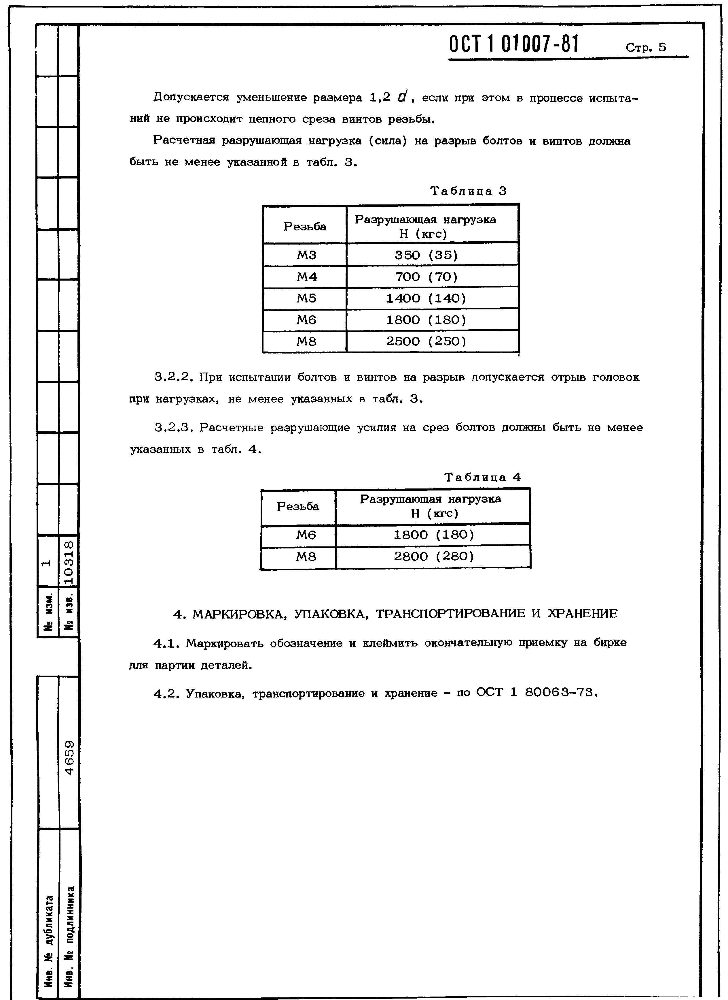 ОСТ 1 01007-81 Стр. 5
Допускается уменьшение размера 1,2 d, если при этом в процессе испыта-
ний не происходит цепного среза винтов резьбы.
Расчетная разрушающая нагрузка (сила) на разрыв болтов и винтов должна
быть не менее указанной в табл. 3.
Таблица 3
Резьба Разрушающая нагрузка
Н (кгс)
М3 350 (35)
М4 700 (70)
М5 1400 (140)
М6 1800 (180)
М8 2500 (250)
3.2.2. При испытании болтов и винтов на разрыв допускается отрыв головок
при нагрузках, не менее указанных в табл. 3.
3.2.3. Расчетные разрушающие усилия на срез болтов должны быть не менее
указанных в табл. 4.
Таблица 4
Резьба Разрушающая нагрузка
Н (кгс)
М6 1800 (180)
М8 2800 (280)
4. МАРКИРОВКА, УПАКОВКА, ТРАНСПОРТИРОВАНИЕ И ХРАНЕНИЕ
4.1. Маркировать обозначение и клеймить окончательную приемку на бирке
для партии деталей.
4.2. Упаковка, транспортирование и хранение - по ОСТ 1 80063-73.
№ изм. 1
№ изв. 10318
Инв. № дубликата
Инв. № подлинника 4659